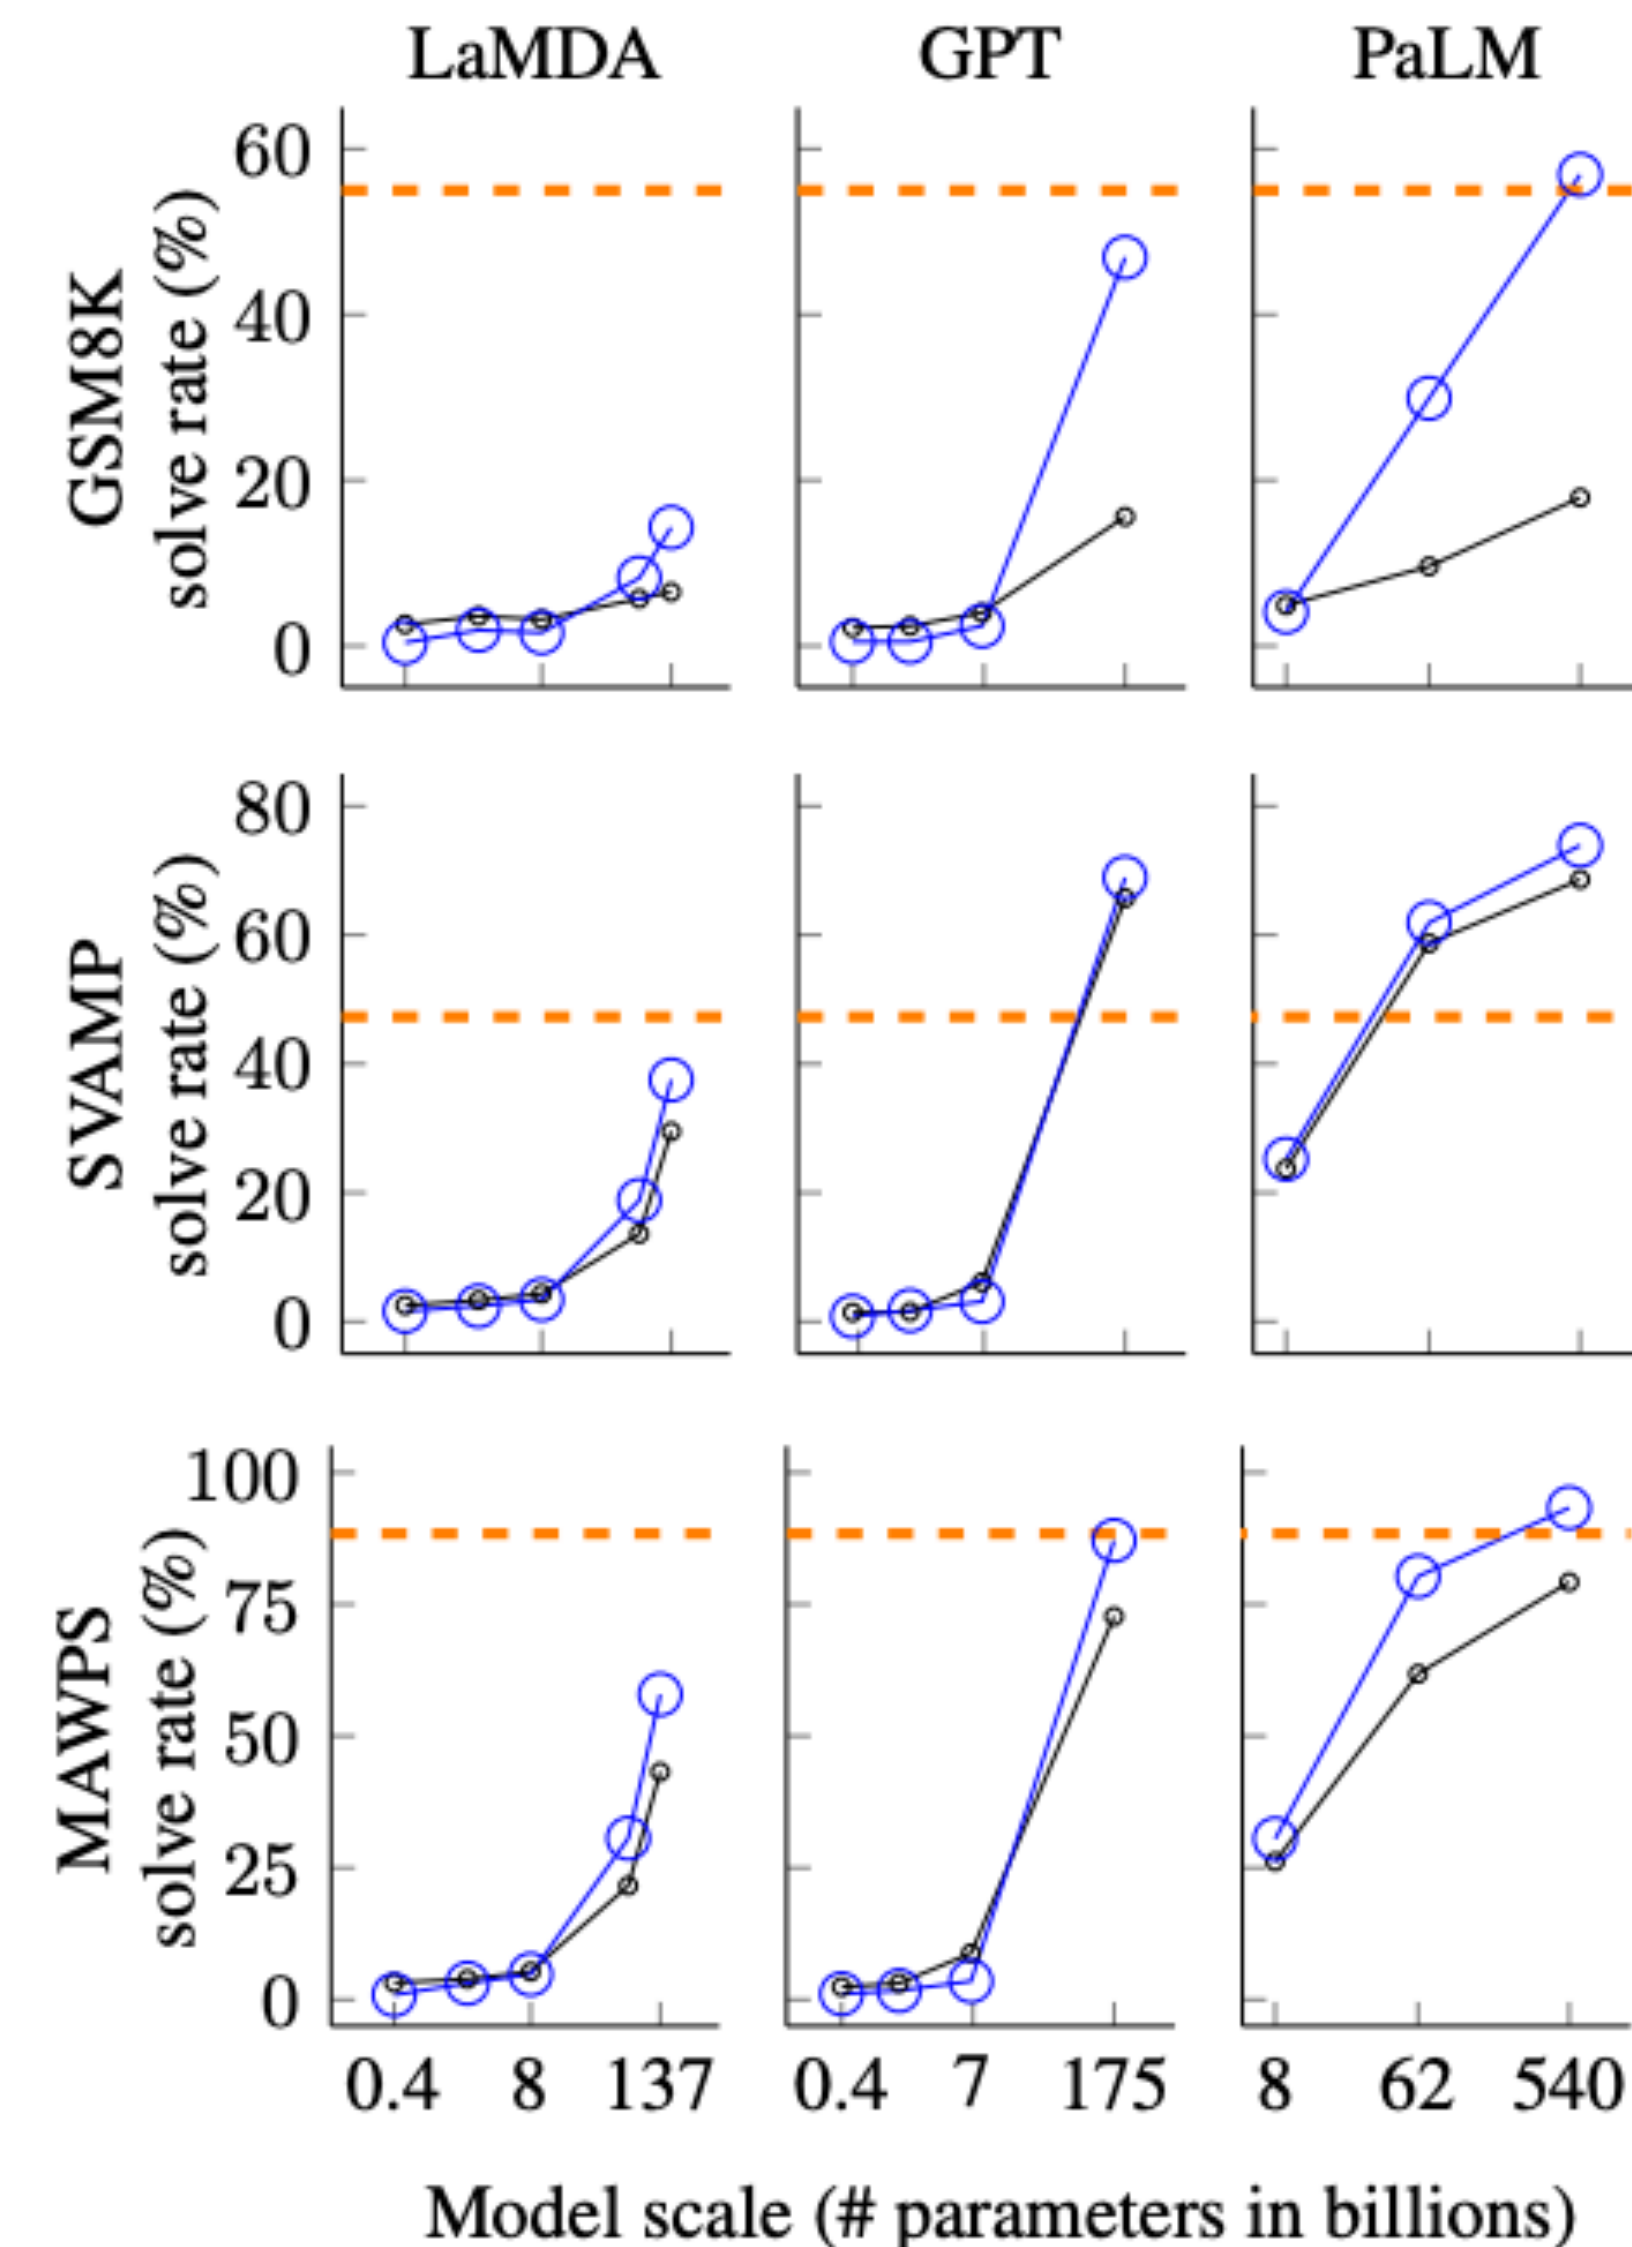 LaMDA GPT PaLM
GSM8K
solve rate (%)
60
40
20
0
SVAMP
solve rate (%)
80
60
40
20
0
MAWPS
solve rate (%)
100
75
50
25
0
0.4 8 137 0.4 7 175 8 62 540
Model scale (# parameters in billions)